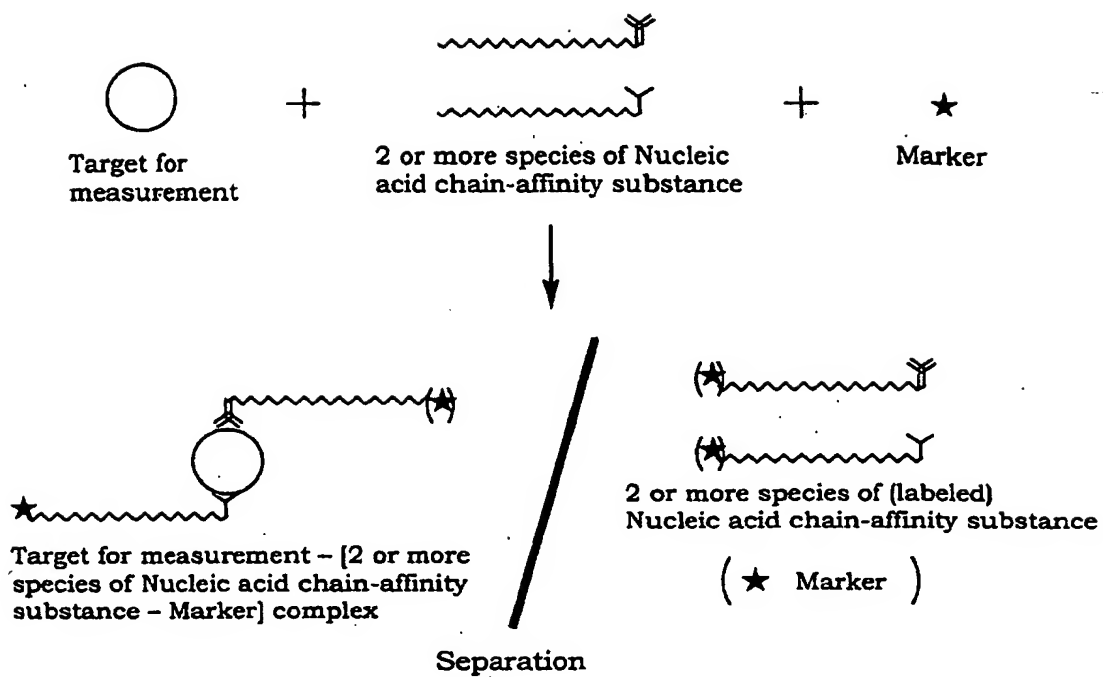 Target for
measurement
2 or more species of Nucleic
acid chain-affinity substance
Marker
Target for measurement – [2 or more
species of Nucleic acid chain-affinity
substance – Marker] complex
2 or more species of (labeled)
Nucleic acid chain-affinity substance
( ★ Marker )
Separation